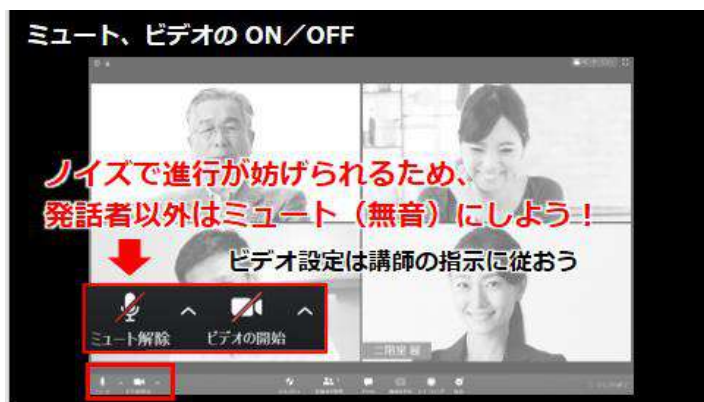 ミュート、ビデオの ON／OFF
ノイズで進行が妨げられるため、
発話者以外はミュート（無音）にしよう！
ビデオ設定は講師の指示に従おう
ミュート解除
ビデオの開始